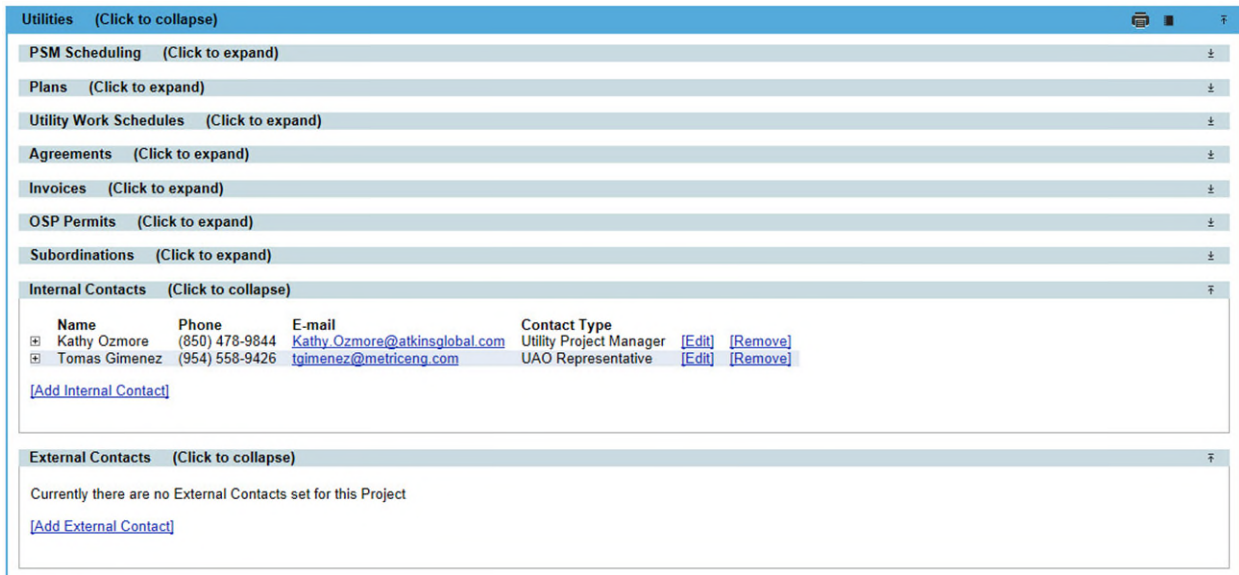 Utilities (Click to collapse)
PSM Scheduling (Click to expand)
Plans (Click to expand)
Utility Work Schedules (Click to expand)
Agreements (Click to expand)
Invoices (Click to expand)
OSP Permits (Click to expand)
Subordinations (Click to expand)
Internal Contacts (Click to collapse)
Name Phone E-mail Contact Type
Kathy Ozmore (850) 478-9844 Kathy.Ozmore@atkinsglobal.com Utility Project Manager [Edit] [Remove]
Tomas Gimenez (954) 558-9426 tgimenez@metriceng.com UAO Representative [Edit] [Remove]
[Add Internal Contact]
External Contacts (Click to collapse)
Currently there are no External Contacts set for this Project
[Add External Contact]